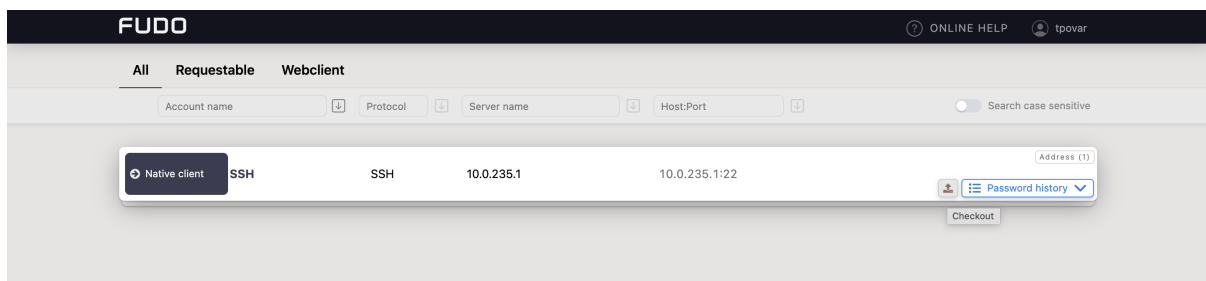 FUDO
ONLINE HELP tpovar
All Requestable Webclient
Account name Protocol Server name Host:Port Search case sensitive
Address (1)
Native client SSH SSH 10.0.235.1 10.0.235.1:22
Password history
Checkout